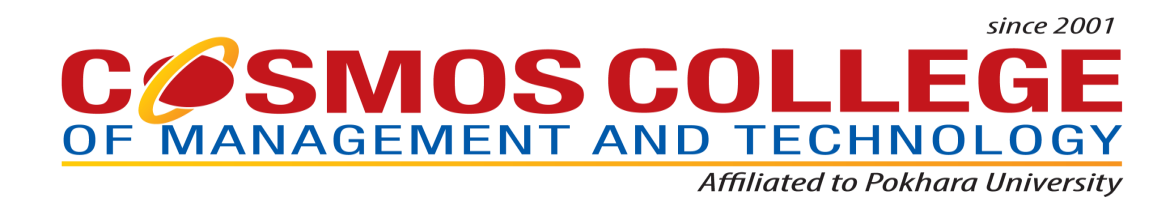 since 2001
COSMOS COLLEGE
OF MANAGEMENT AND TECHNOLOGY
Affiliated to Pokhara University